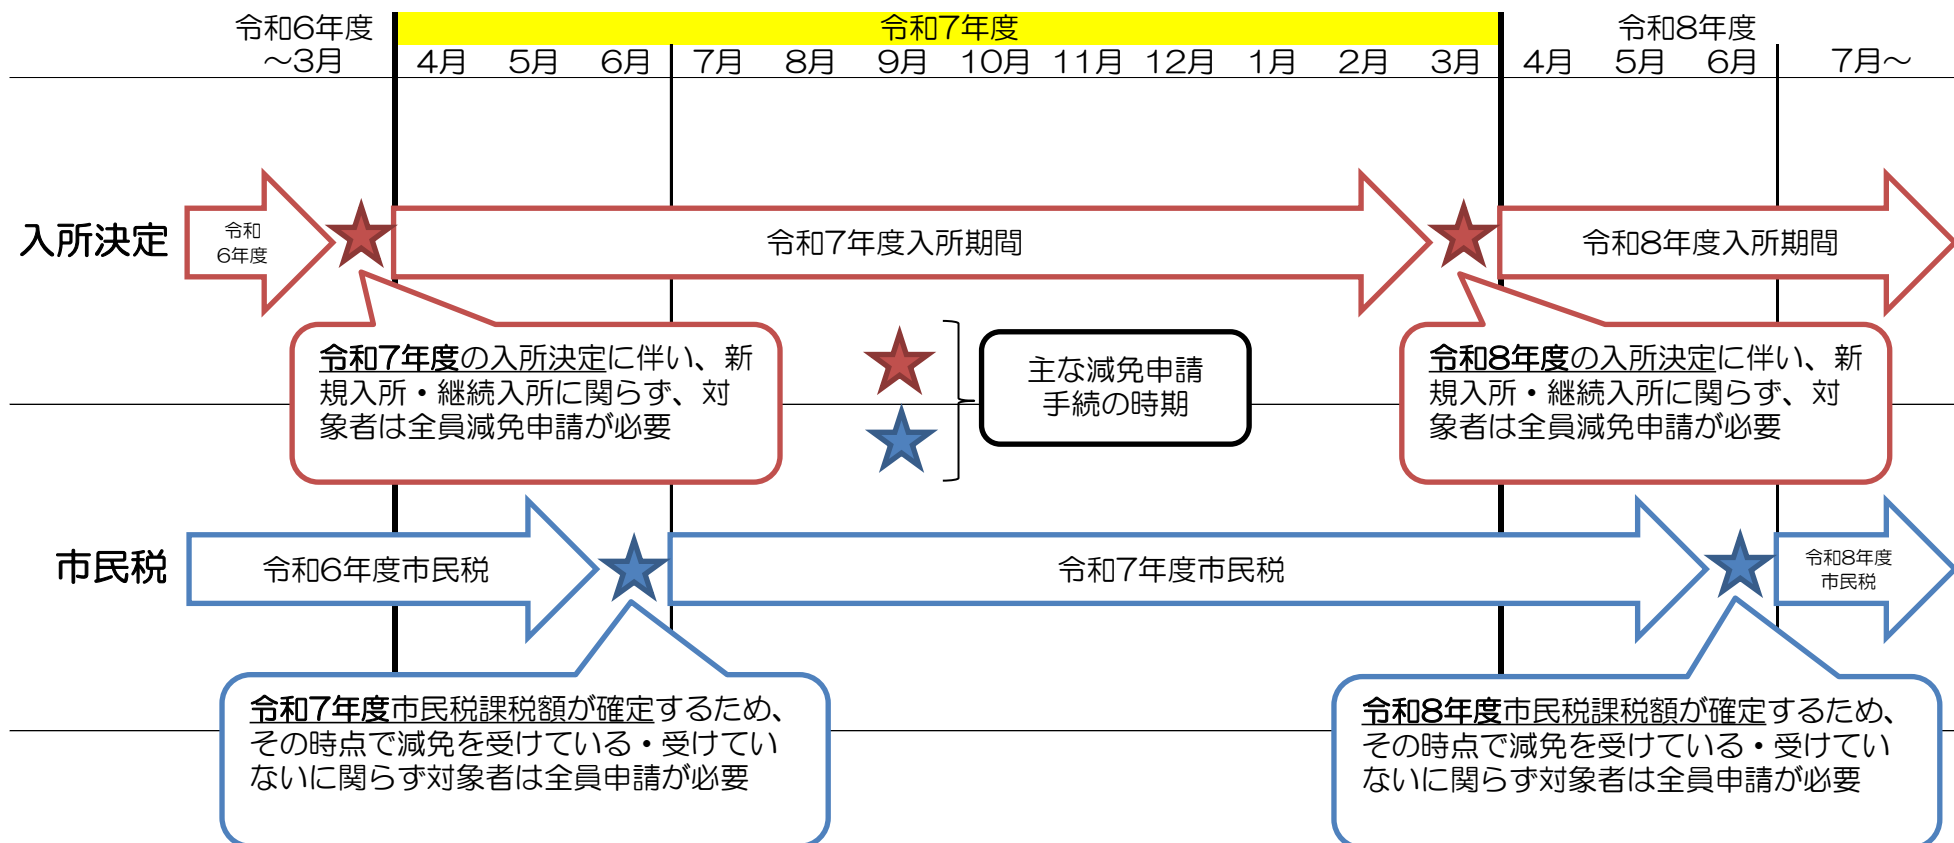 令和6年度
～3月
令和7年度
令和8年度
4月 5月 6月 7月 8月 9月 10月 11月 12月 1月 2月 3月 4月 5月 6月 7月～
入所決定
令和
6年度
令和7年度入所期間
令和8年度入所期間
令和7年度の入所決定に伴い、新
規入所・継続入所に関らず、対
象者は全員減免申請が必要
主な減免申請
手続の時期
令和8年度の入所決定に伴い、新
規入所・継続入所に関らず、対
象者は全員減免申請が必要
市民税
令和6年度市民税
令和7年度市民税
令和8年度
市民税
令和7年度市民税課税額が確定するため、
その時点で減免を受けている・受けてい
ないに関らず対象者は全員申請が必要
令和8年度市民税課税額が確定するため、
その時点で減免を受けている・受けてい
ないに関らず対象者は全員申請が必要